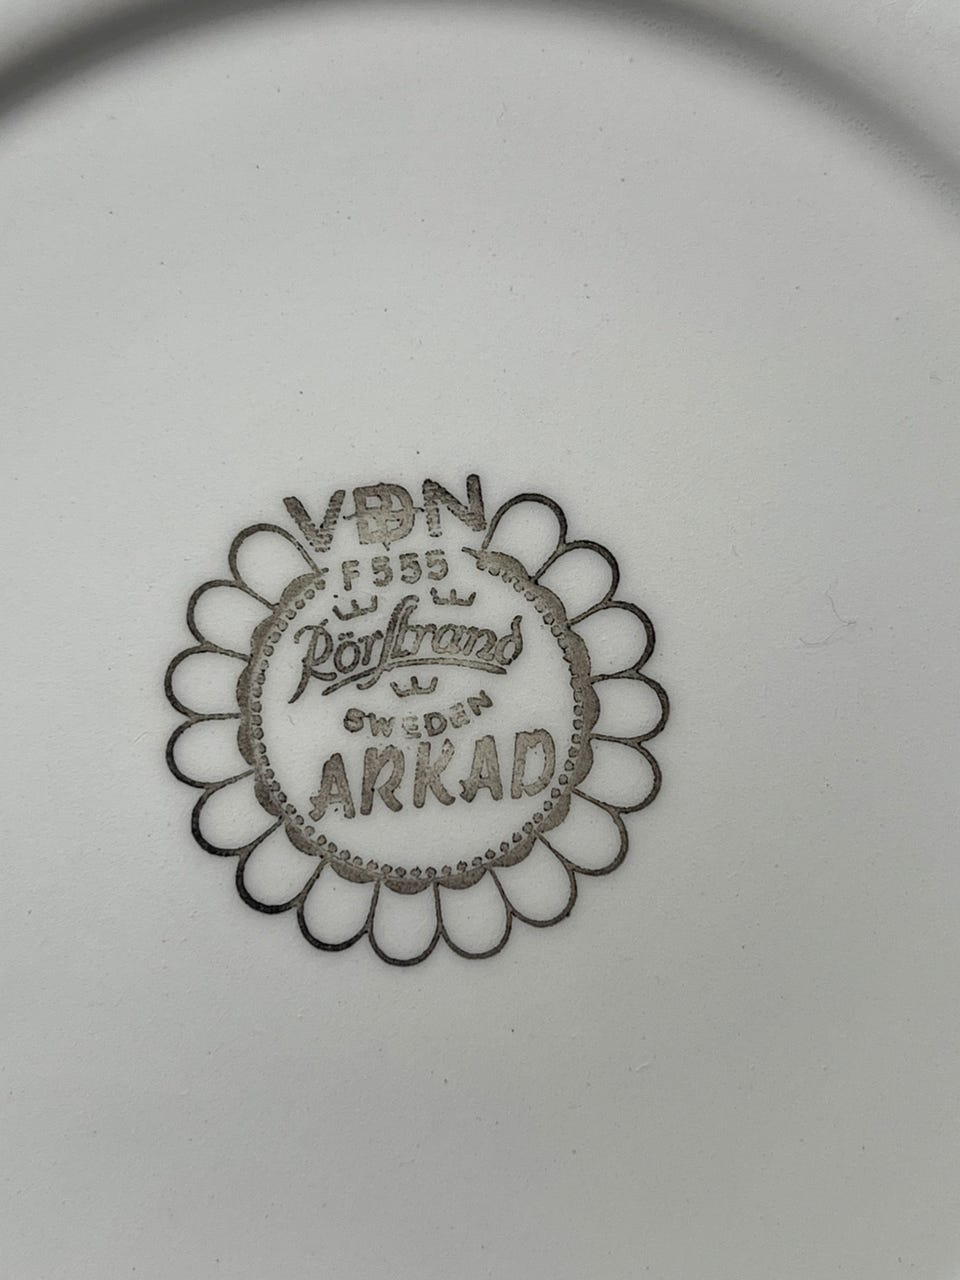 VDN
F555
Rörstrand
SWEDEN
ARKAD